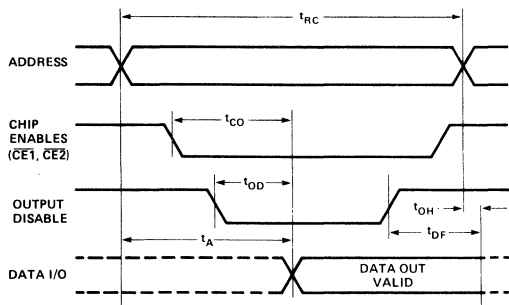 tRC
ADDRESS
CHIP
ENABLES
(CE1, CE2)
tCO
OUTPUT
DISABLE
tOD
tOH
tDF
tA
DATA I/O
DATA OUT
VALID